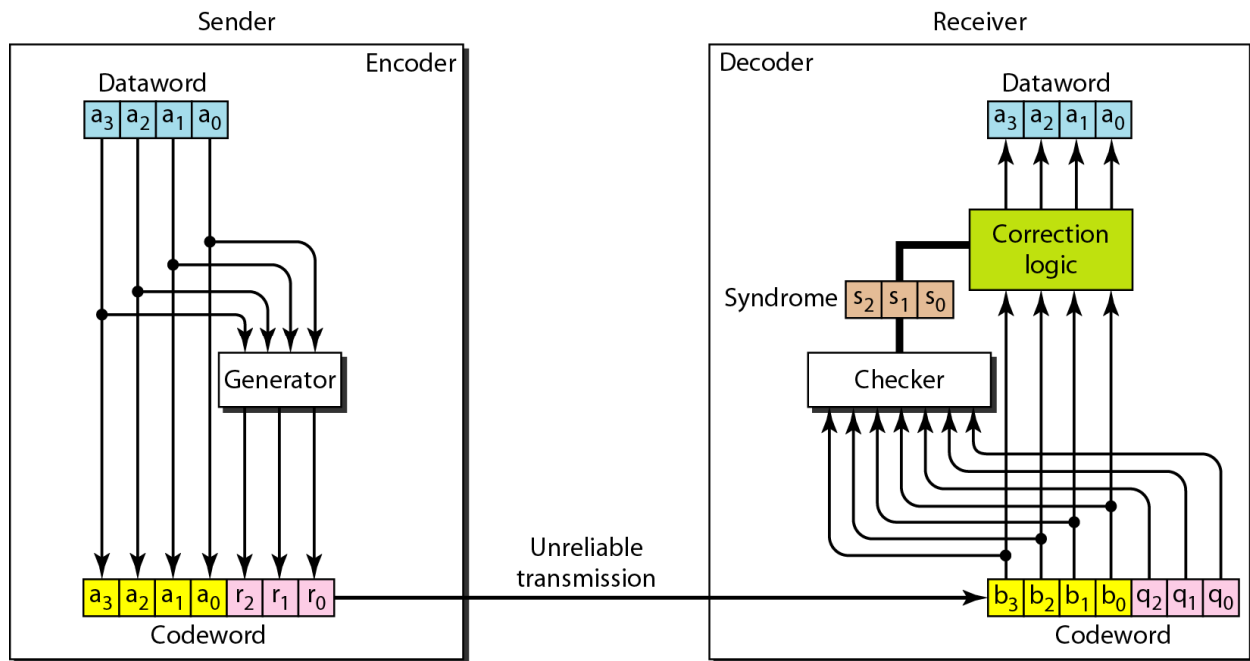 Sender
Receiver
Encoder
Decoder
Dataword
Dataword
a3 a2 a1 a0
a3 a2 a1 a0
Correction
logic
Syndrome
s2 s1 s0
Generator
Checker
Unreliable
transmission
a3 a2 a1 a0 r2 r1 r0
b3 b2 b1 b0 q2 q1 q0
Codeword
Codeword